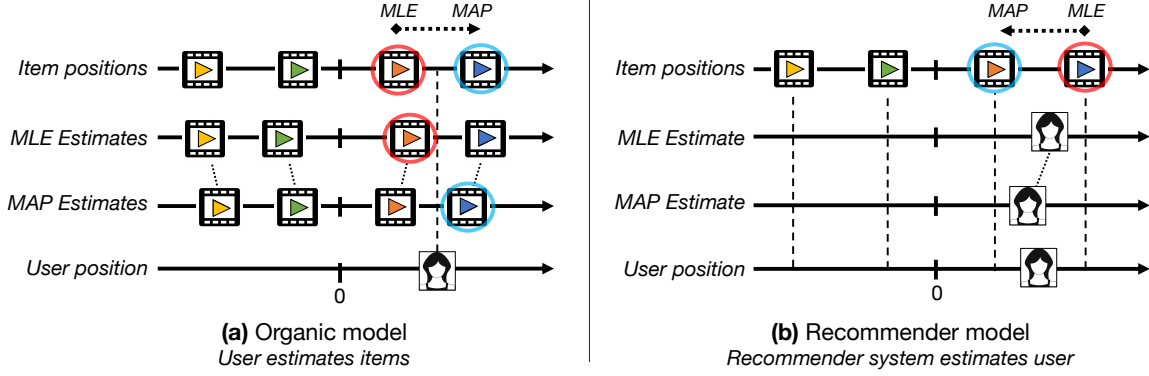 MLE MAP
Item positions
MLE Estimates
MAP Estimates
User position
0
(a) Organic model
User estimates items
MAP MLE
Item positions
MLE Estimate
MAP Estimate
User position
0
(b) Recommender model
Recommender system estimates user